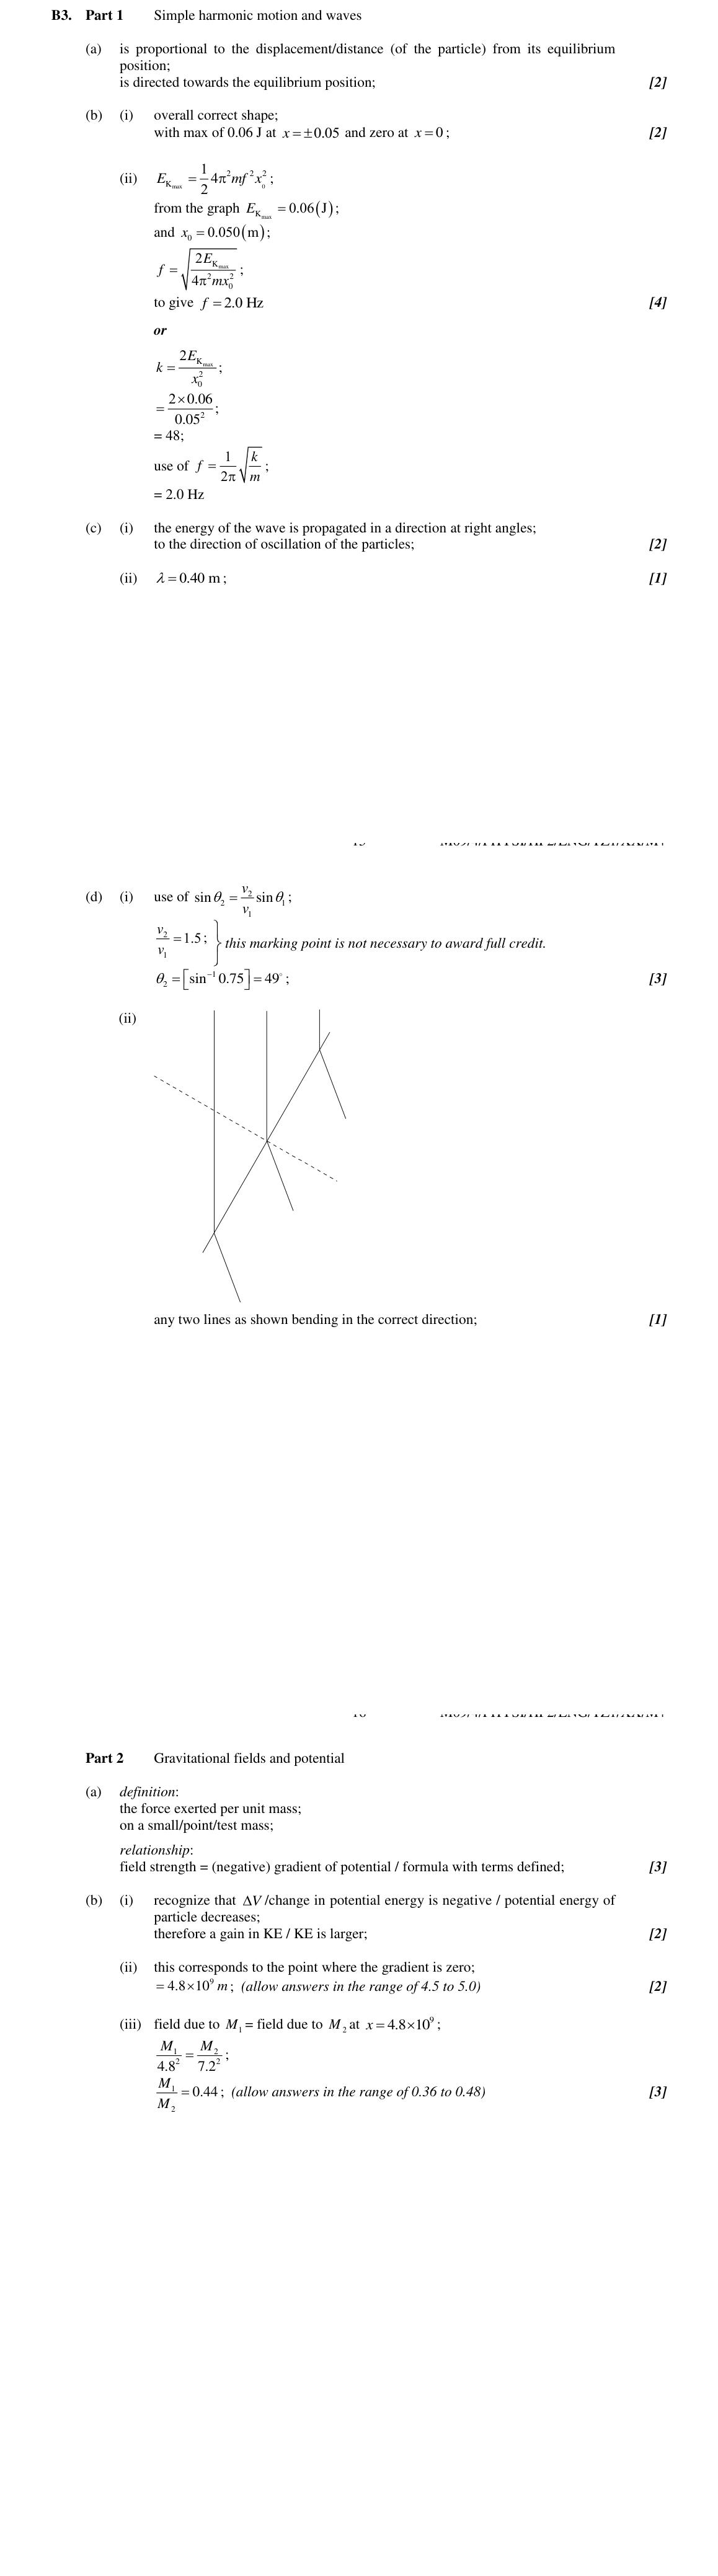 B3. Part 1 Simple harmonic motion and waves
(a) is proportional to the displacement/distance (of the particle) from its equilibrium
position;
is directed towards the equilibrium position; [2]
(b) (i) overall correct shape;
with max of 0.06 J at x = ±0.05 and zero at x = 0 ; [2]
(ii) E_Kmax = 1/2 4π²mf²x₀² ;
from the graph E_Kmax = 0.06(J) ;
and x₀ = 0.050(m) ;
f = √(2E_Kmax / 4π²mx₀²) ;
to give f = 2.0 Hz [4]
or
k = 2E_Kmax / x₀² ;
= 2×0.06 / 0.05² ;
= 48;
use of f = 1/2π √(k/m) ;
= 2.0 Hz
(c) (i) the energy of the wave is propagated in a direction at right angles;
to the direction of oscillation of the particles; [2]
(ii) λ = 0.40 m ; [1]
(d) (i) use of sin θ₂ = v₂/v₁ sin θ₁ ;
v₂/v₁ = 1.5 ; } this marking point is not necessary to award full credit.
θ₂ = [sin⁻¹ 0.75] = 49° ; [3]
(ii)
any two lines as shown bending in the correct direction; [1]
Part 2 Gravitational fields and potential
(a) definition:
the force exerted per unit mass;
on a small/point/test mass;
relationship:
field strength = (negative) gradient of potential / formula with terms defined; [3]
(b) (i) recognize that ΔV /change in potential energy is negative / potential energy of
particle decreases;
therefore a gain in KE / KE is larger; [2]
(ii) this corresponds to the point where the gradient is zero;
= 4.8×10⁹ m ; (allow answers in the range of 4.5 to 5.0) [2]
(iii) field due to M₁ = field due to M₂ at x = 4.8×10⁹ ;
M₁/4.8² = M₂/7.2² ;
M₁/M₂ = 0.44 ; (allow answers in the range of 0.36 to 0.48) [3]